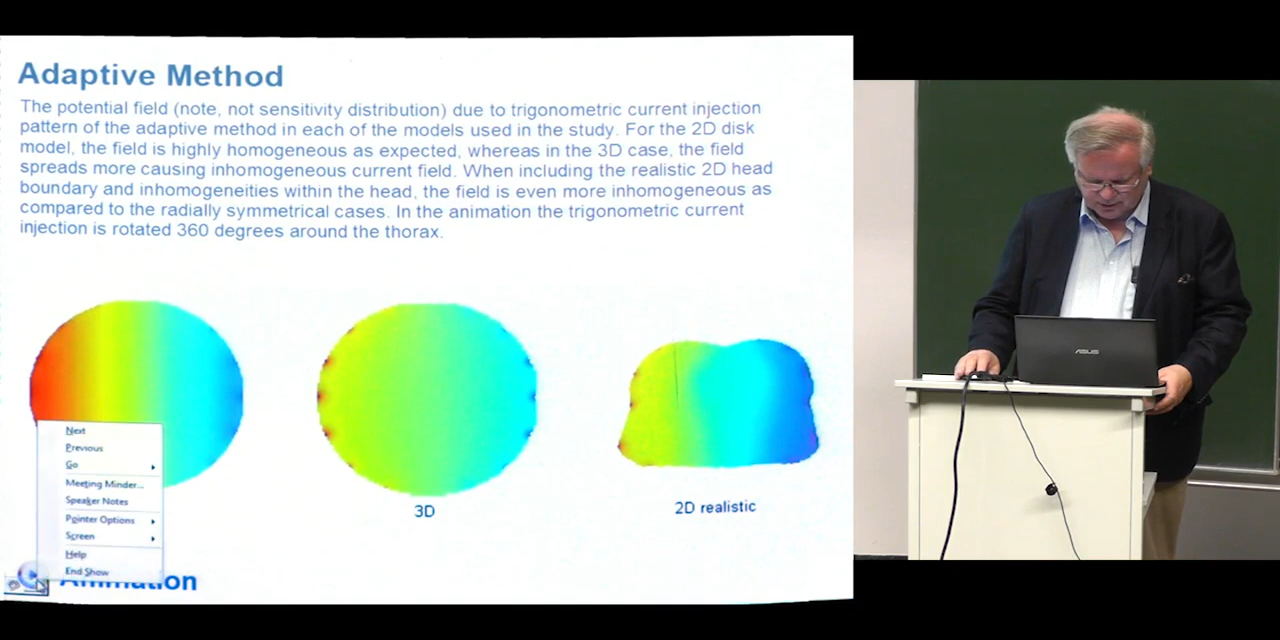 Adaptive Method
The potential field (note, not sensitivity distribution) due to trigonometric current injection
pattern of the adaptive method in each of the models used in the study. For the 2D disk
model, the field is highly homogeneous as expected, whereas in the 3D case, the field
spreads more causing inhomogeneous current field. When including the realistic 2D head
boundary and inhomogeneities within the head, the field is even more inhomogeneous as
compared to the radially symmetrical cases. In the animation the trigonometric current
injection is rotated 360 degrees around the thorax.
Next
Previous
Go
Meeting Minder...
Speaker Notes
Pointer Options
Screen
Help
End Show
3D
2D realistic
Animation
ASUS